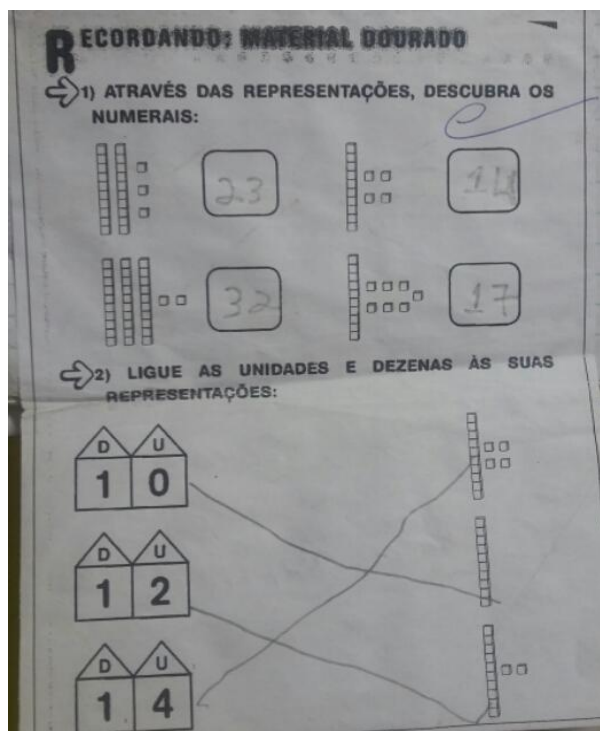 RECORDANDO: MATERIAL DOURADO
1) ATRAVÉS DAS REPRESENTAÇÕES, DESCUBRA OS
NUMERAIS:
23 14
32 17
2) LIGUE AS UNIDADES E DEZENAS ÀS SUAS
REPRESENTAÇÕES:
D U
1 0
D U
1 2
D U
1 4